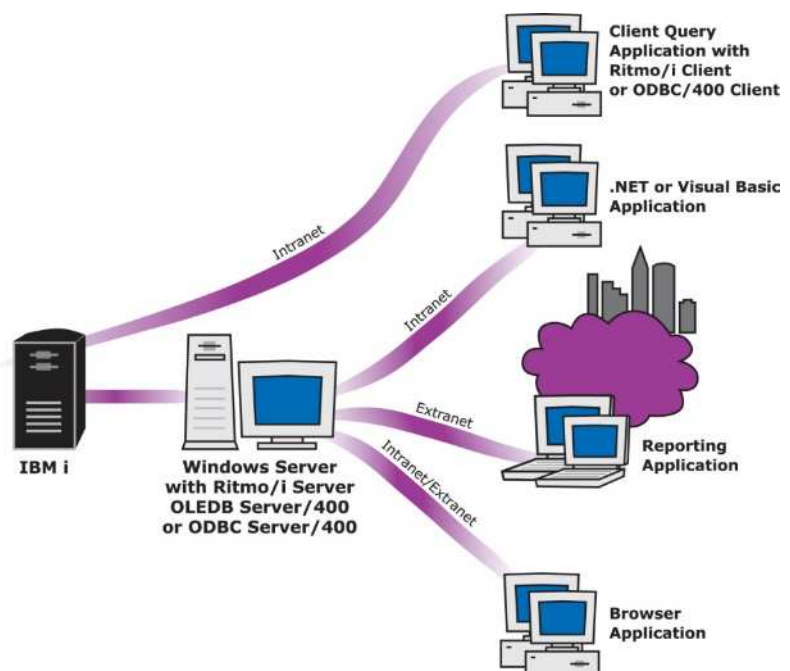 Client Query
Application with
Ritmo/i Client
or ODBC/400 Client
.NET or Visual Basic
Application
Intranet
Intranet
Extranet
Intranet/Extranet
IBM i
Windows Server
with Ritmo/i Server
OLEDB Server/400
or ODBC Server/400
Reporting
Application
Browser
Application